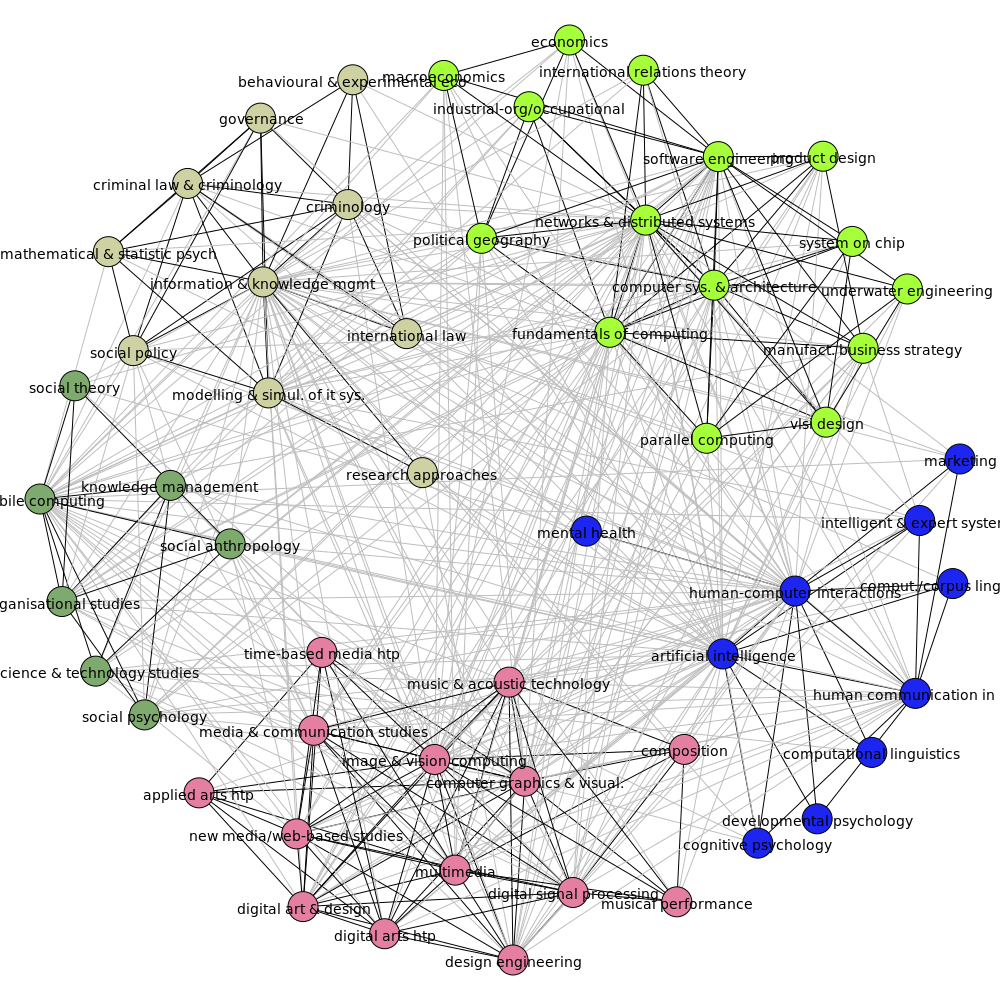 economics
international relations theory
macroeconomics
behavioural & experimental eco
industrial-org/occupational
governance
software engineering
product design
criminal law & criminology
criminology
networks & distributed systems
political geography
system on chip
mathematical & statistic psych
information & knowledge mgmt
computer sys. & architecture
underwater engineering
international law
fundamentals of computing
manufact. business strategy
social policy
social theory
modelling & simul. of it sys.
vlsi design
parallel computing
marketing
research approaches
knowledge management
bile computing
intelligent & expert system
mental health
social anthropology
comput./corpus ling
human-computer interactions
ganisational studies
time-based media htp
artificial intelligence
cience & technology studies
music & acoustic technology
human communication in
social psychology
media & communication studies
composition
computational linguistics
image & vision computing
computer graphics & visual.
applied arts htp
developmental psychology
new media/web-based studies
cognitive psychology
multimedia
digital signal processing
musical performance
digital art & design
digital arts htp
design engineering